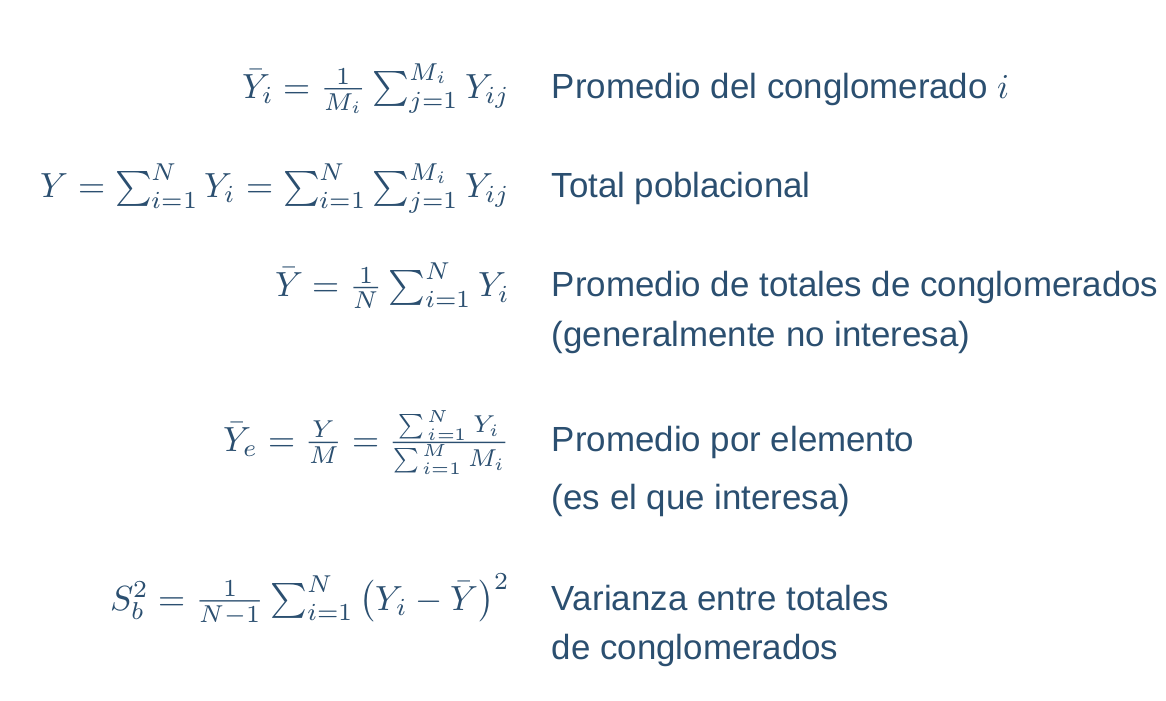 $\bar{Y}_i = \frac{1}{M_i} \sum_{j=1}^{M_i} Y_{ij}$ Promedio del conglomerado $i$
$Y = \sum_{i=1}^{N} Y_i = \sum_{i=1}^{N} \sum_{j=1}^{M_i} Y_{ij}$ Total poblacional
$\bar{Y} = \frac{1}{N} \sum_{i=1}^{N} Y_i$ Promedio de totales de conglomerados
(generalmente no interesa)
$\bar{Y}_e = \frac{Y}{M} = \frac{\sum_{i=1}^{N} Y_i}{\sum_{i=1}^{M} M_i}$ Promedio por elemento
(es el que interesa)
$S_b^2 = \frac{1}{N-1} \sum_{i=1}^{N} \left(Y_i - \bar{Y}\right)^2$ Varianza entre totales
de conglomerados